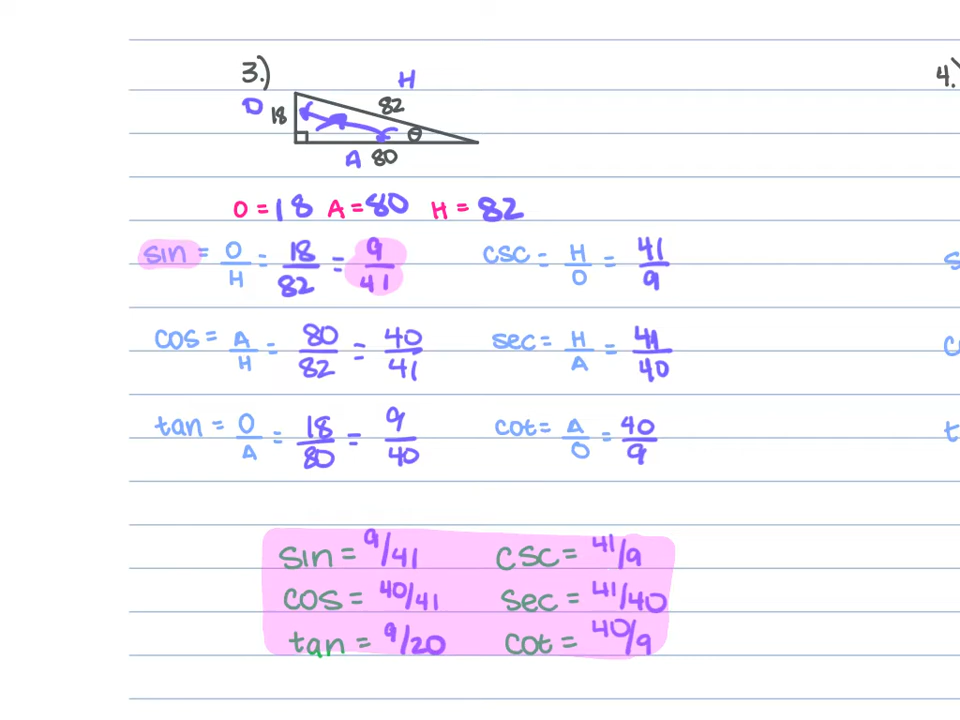 3.) H 4.)
O 18 82 θ
A 80
O = 18 A = 80 H = 82
sin = O/H = 18/82 = 9/41 csc = H/O = 41/9 s
cos = A/H = 80/82 = 40/41 sec = H/A = 41/40 co
tan = O/A = 18/80 = 9/40 cot = A/O = 40/9 t
sin = 9/41 csc = 41/9
cos = 40/41 sec = 41/40
tan = 9/20 cot = 40/9